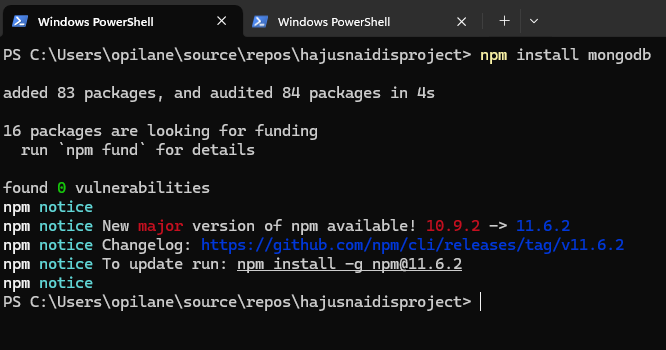 Windows PowerShell
Windows PowerShell
PS C:\Users\opilane\source\repos\hajusnaidisproject> npm install mongodb
added 83 packages, and audited 84 packages in 4s
16 packages are looking for funding
  run `npm fund` for details
found 0 vulnerabilities
npm notice
npm notice New major version of npm available! 10.9.2 -> 11.6.2
npm notice Changelog: https://github.com/npm/cli/releases/tag/v11.6.2
npm notice To update run: npm install -g npm@11.6.2
npm notice
PS C:\Users\opilane\source\repos\hajusnaidisproject>